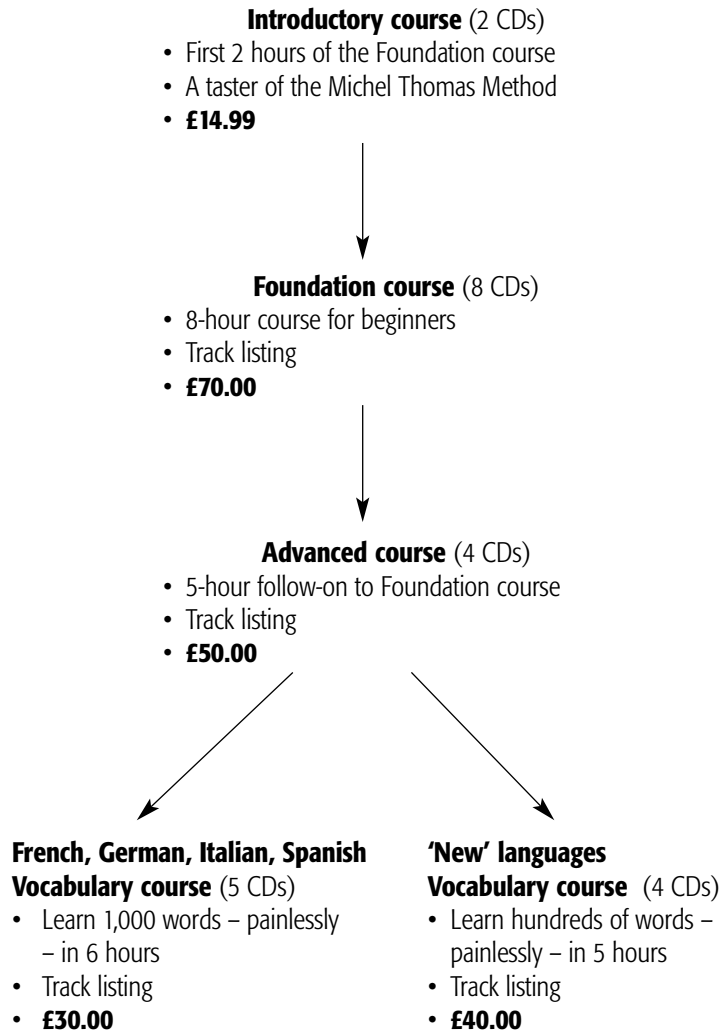 Introductory course (2 CDs)
• First 2 hours of the Foundation course
• A taster of the Michel Thomas Method
• £14.99
Foundation course (8 CDs)
• 8-hour course for beginners
• Track listing
• £70.00
Advanced course (4 CDs)
• 5-hour follow-on to Foundation course
• Track listing
• £50.00
French, German, Italian, Spanish
Vocabulary course (5 CDs)
• Learn 1,000 words – painlessly
– in 6 hours
• Track listing
• £30.00
‘New’ languages
Vocabulary course (4 CDs)
• Learn hundreds of words –
painlessly – in 5 hours
• Track listing
• £40.00